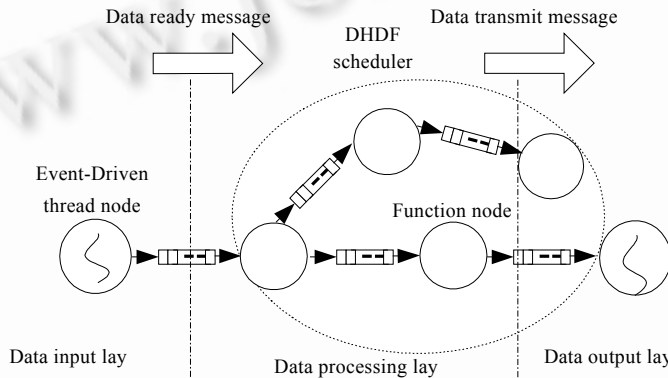 Data ready message
DHDF
scheduler
Data transmit message
Event-Driven
thread node
Function node
Data input lay
Data processing lay
Data output lay